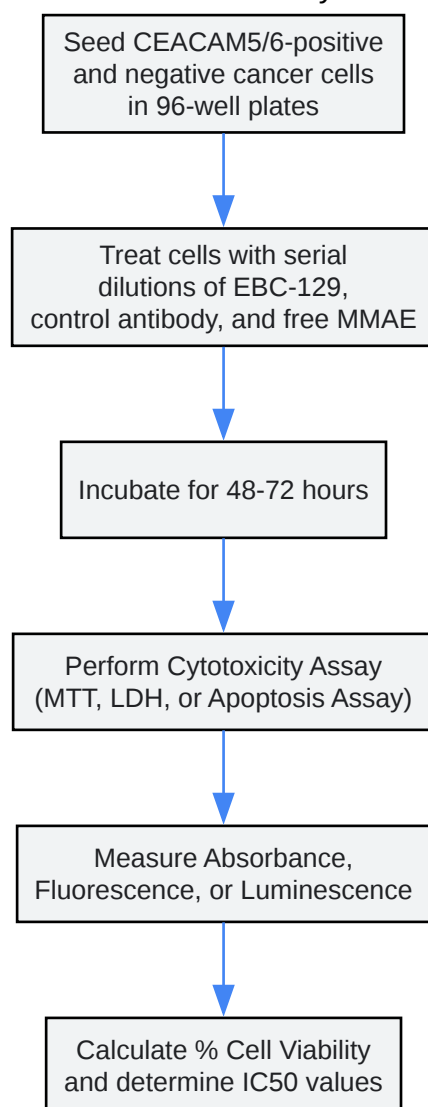 Seed CEACAM5/6-positive
and negative cancer cells
in 96-well plates
Treat cells with serial
dilutions of EBC-129,
control antibody, and free MMAE
Incubate for 48-72 hours
Perform Cytotoxicity Assay
(MTT, LDH, or Apoptosis Assay)
Measure Absorbance,
Fluorescence, or Luminescence
Calculate % Cell Viability
and determine IC50 values